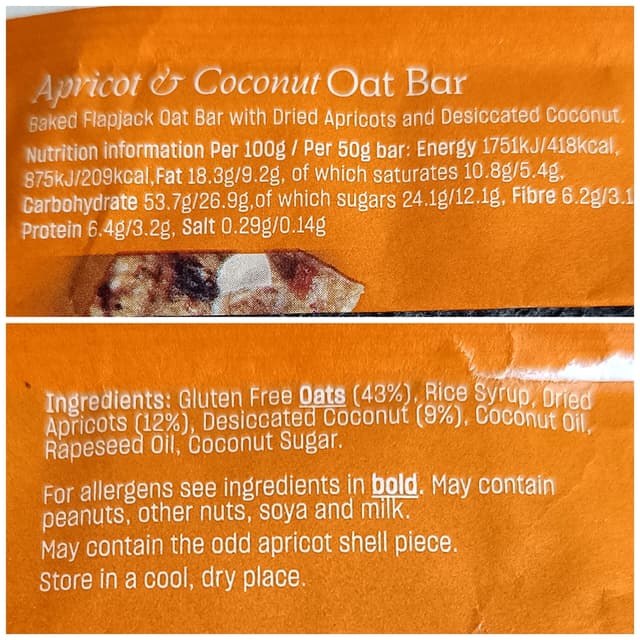 Apricot & Coconut Oat Bar
Baked Flapjack Oat Bar with Dried Apricots and Desiccated Coconut.
Nutrition information Per 100g / Per 50g bar: Energy 1751kJ/418kcal,
875kJ/209kcal,Fat 18.3g/9.2g, of which saturates 10.8g/5.4g,
Carbohydrate 53.7g/26.9g,of which sugars 24.1g/12.1g, Fibre 6.2g/3.1
Protein 6.4g/3.2g, Salt 0.29g/0.14g
Ingredients: Gluten Free Oats (43%), Rice Syrup, Dried
Apricots (12%), Desiccated Coconut (9%), Coconut Oil,
Rapeseed Oil, Coconut Sugar.
For allergens see ingredients in bold. May contain
peanuts, other nuts, soya and milk.
May contain the odd apricot shell piece.
Store in a cool, dry place.